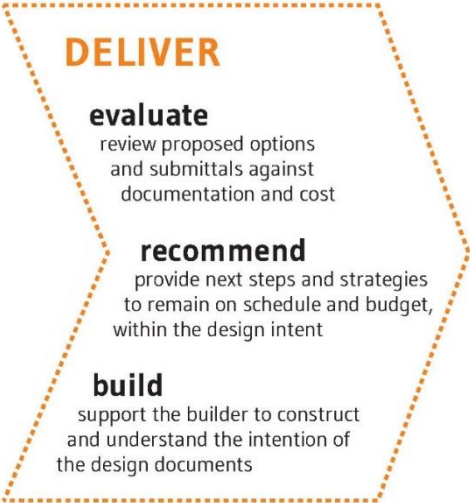 DELIVER
evaluate
review proposed options
and submittals against
documentation and cost
recommend
provide next steps and strategies
to remain on schedule and budget,
within the design intent
build
support the builder to construct
and understand the intention of
the design documents